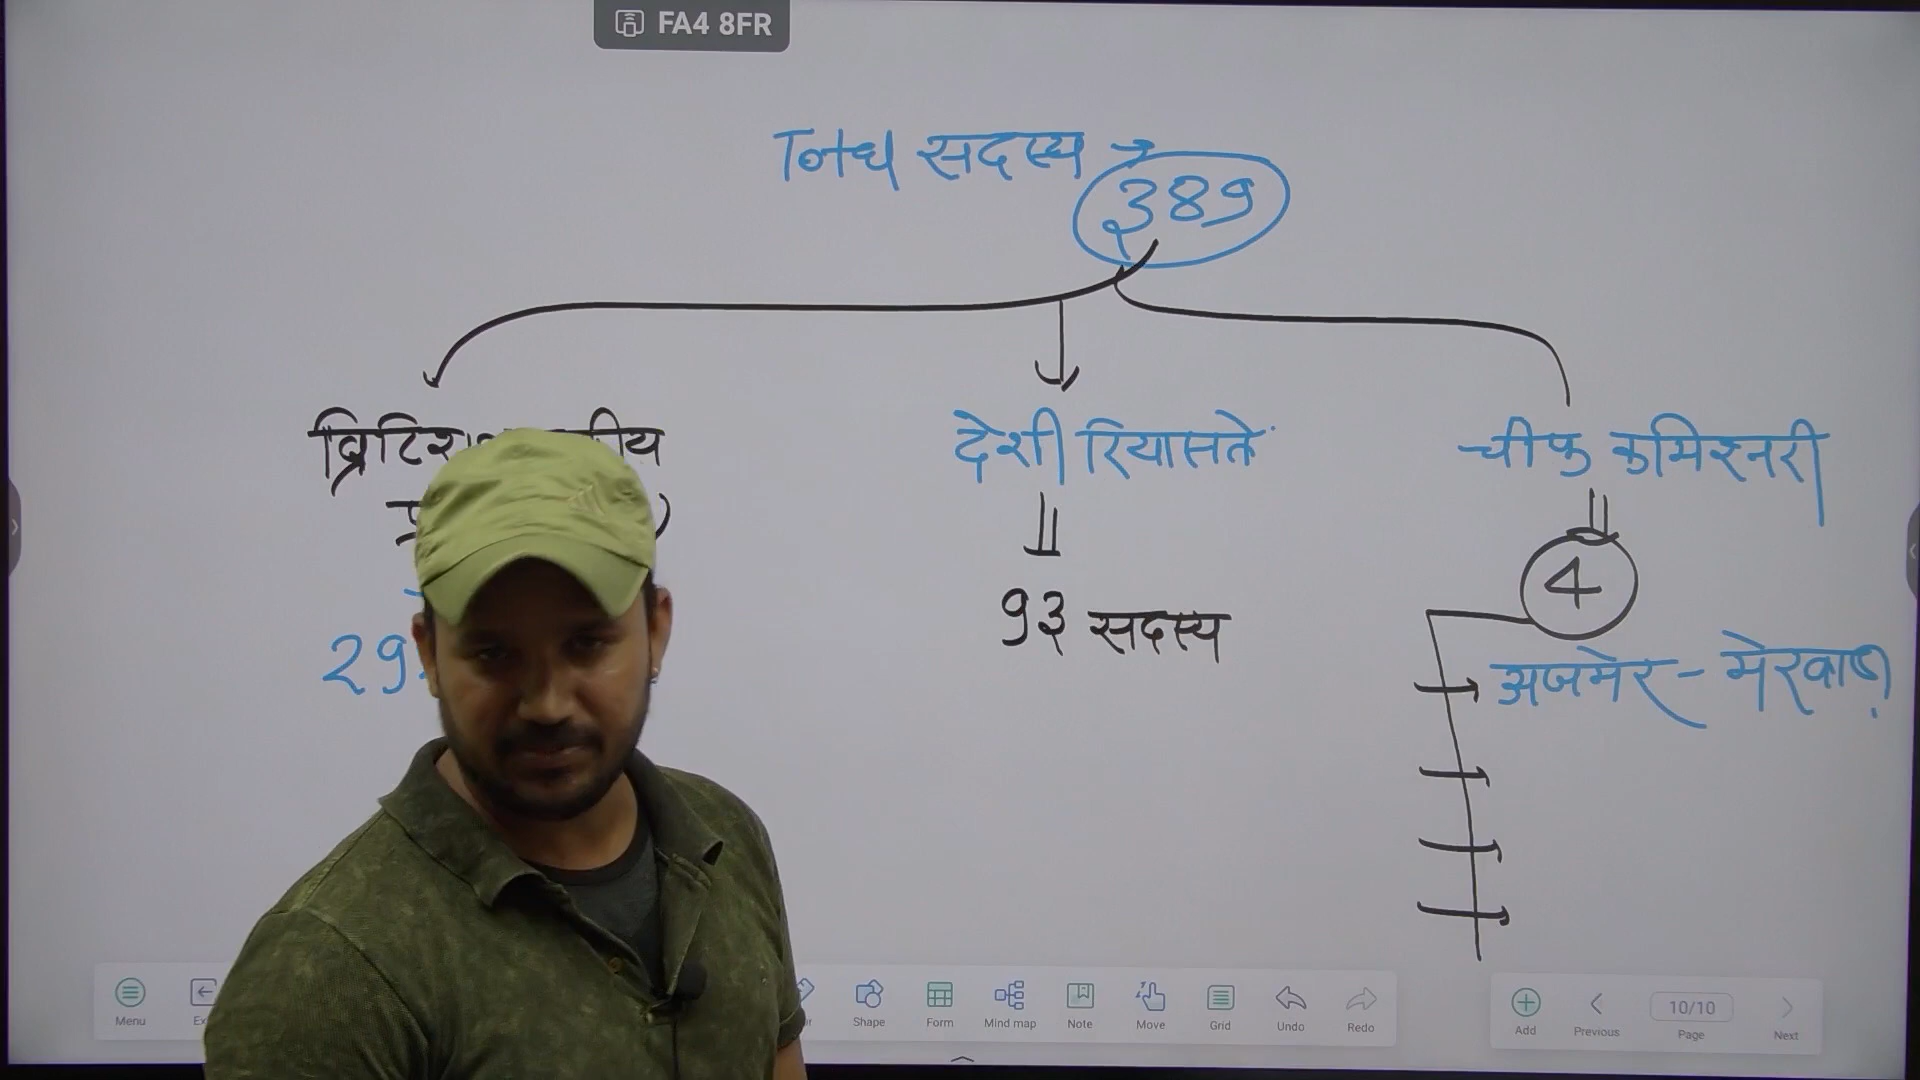 FA4 8FR
Total सदस्य →
389
देशी रियासते
चीफ कमिश्नरी
93 सदस्य
4
अजमेर - मेरवाड़ा
Menu
Shape
Form
Mind map
Note
Move
Grid
Undo
Redo
Add
Previous
10/10
Page
Next